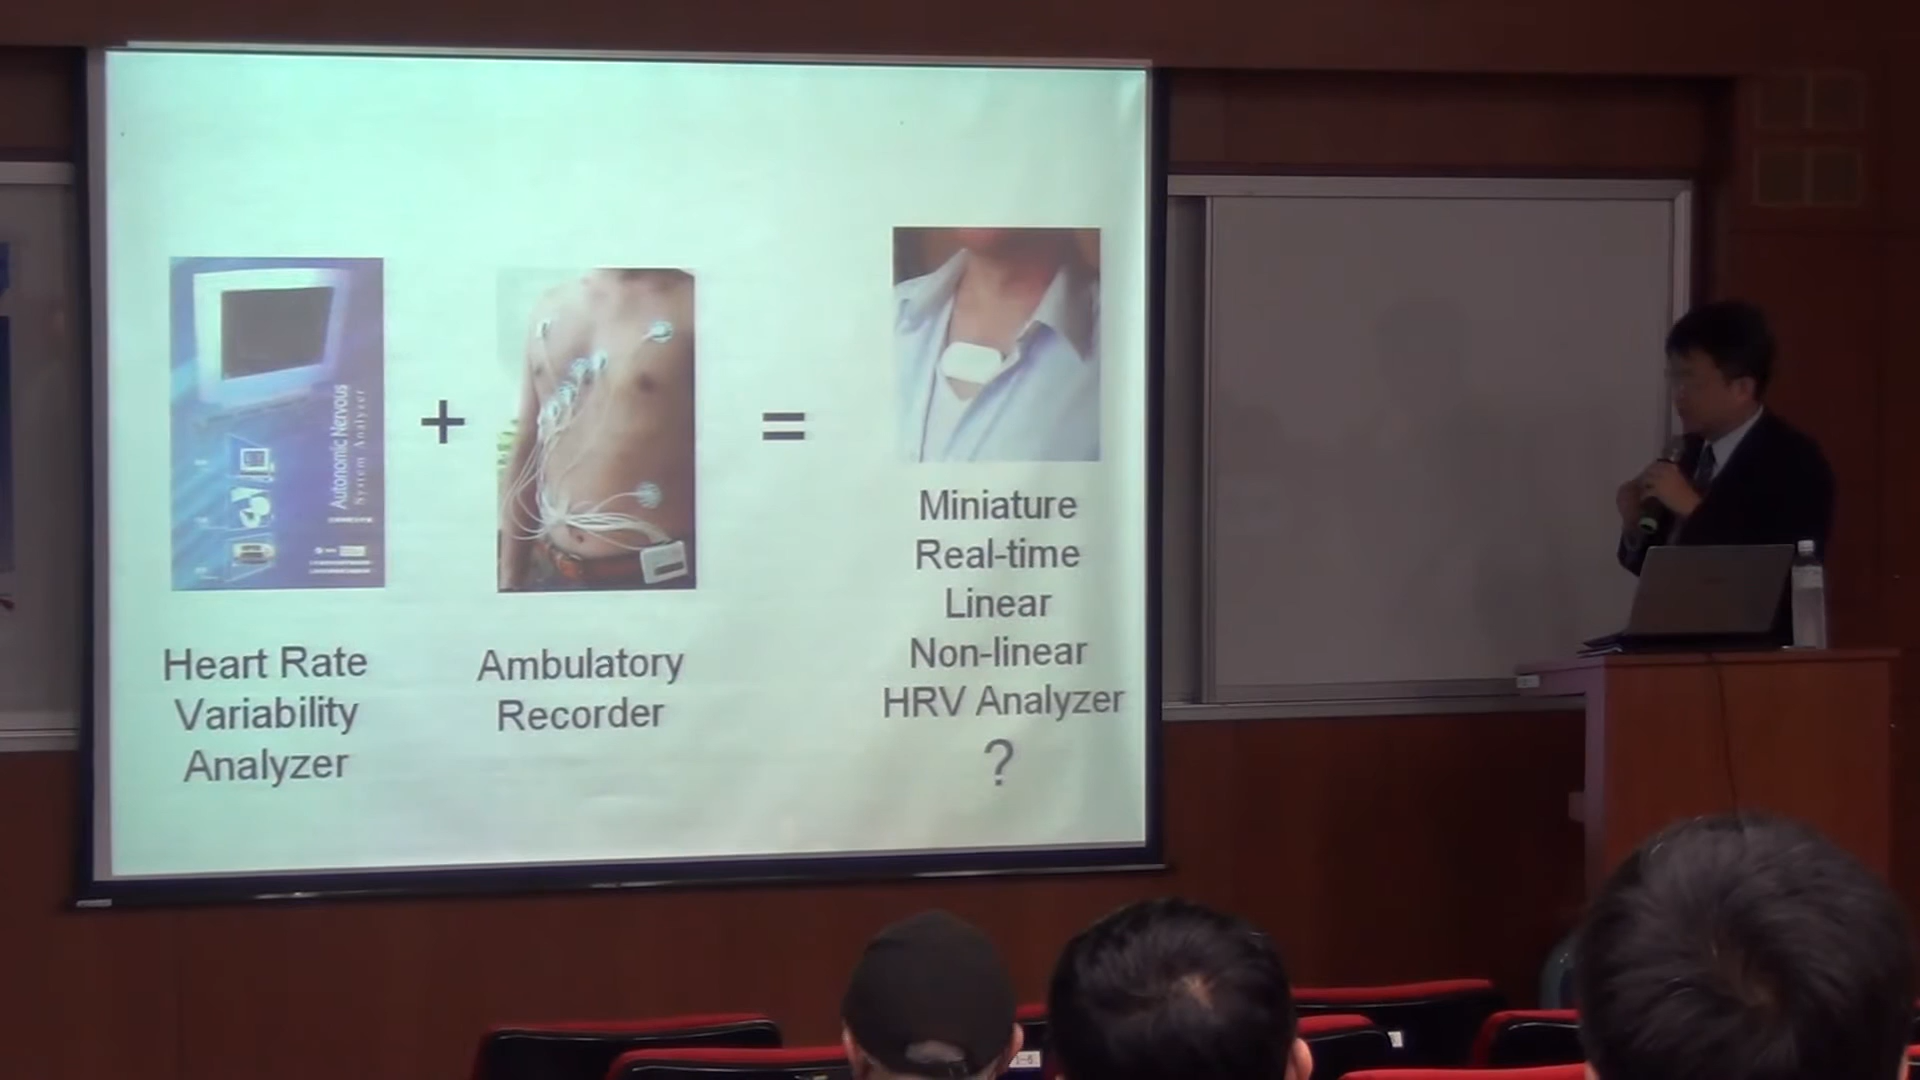 Autonomic Nervous
System Analyzer
+
=
Heart Rate
Variability
Analyzer
Ambulatory
Recorder
Miniature
Real-time
Linear
Non-linear
HRV Analyzer
?